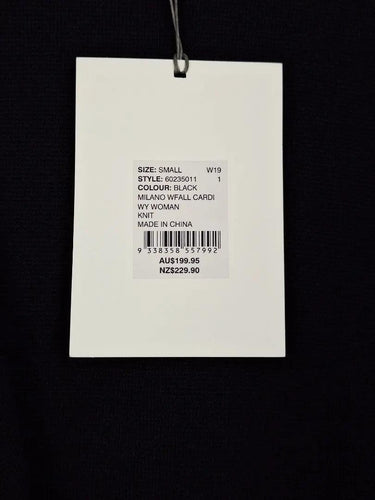 SIZE: SMALL W19
STYLE: 60235011 1
COLOUR: BLACK
MILANO WFALL CARDI
WY WOMAN
KNIT
MADE IN CHINA
9 338358 557992
AU$199.95
NZ$229.90